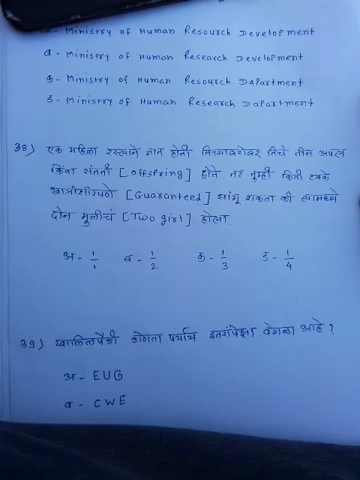 अ- Ministry of Human Resourch Development
ब- Ministry of Human Research Development
क- Ministry of Human Resourch Dapartment
ड- Ministry of Human Research Dapartment
38) एक महिला रस्त्याने जात होती तिच्याबरोबर तिचे तीन अपत्य
किंवा संतती [offspring] होते तर तुम्ही किती टक्के
खात्रीलायकपणे [Guaranteed] सांगू शकता की त्यामध्ये
दोन मुलीचं [Two girl] होत्या.
अ- 1/1 ब- 1/2 क- 1/3 ड- 1/4
39) खालिलपैकी कोणता पर्याय इतरांपेक्षा वेगळा आहे?
अ- EUG
ब- CWE